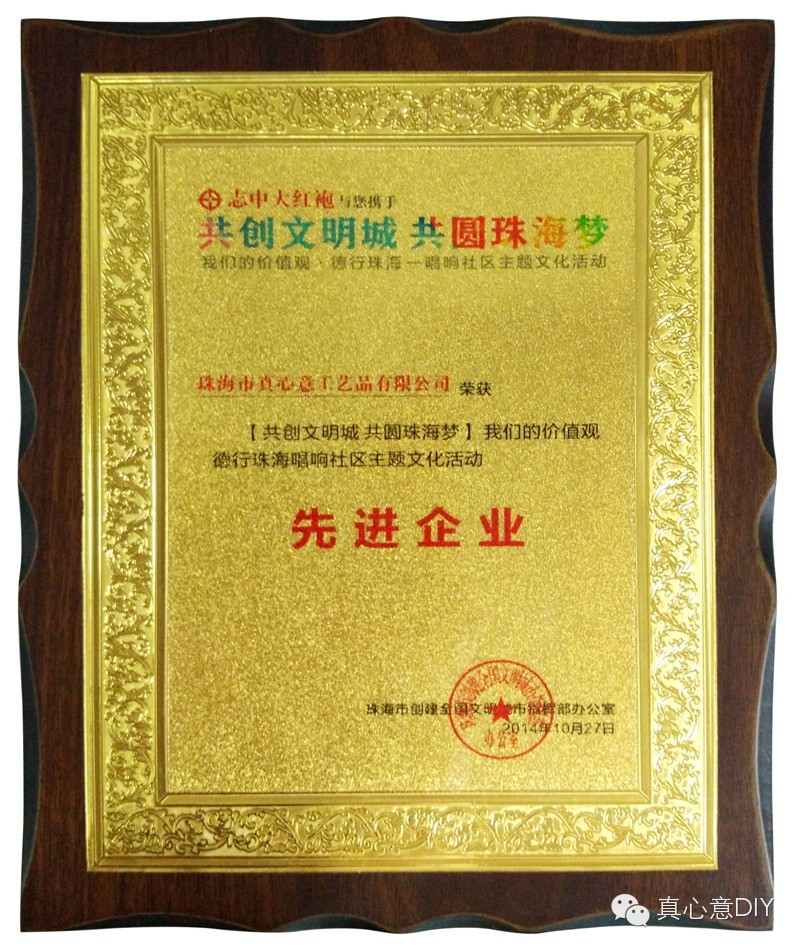 志中大红袍与您携手
共创文明城 共圆珠海梦
我们的价值观·德行珠海—唱响社区主题文化活动
珠海市真心意工艺品有限公司 荣获
【共创文明城 共圆珠海梦】我们的价值观
德行珠海唱响社区主题文化活动
先进企业
珠海市创建全国文明城市指挥部办公室
2014年10月27日
办公室
真心意DIY